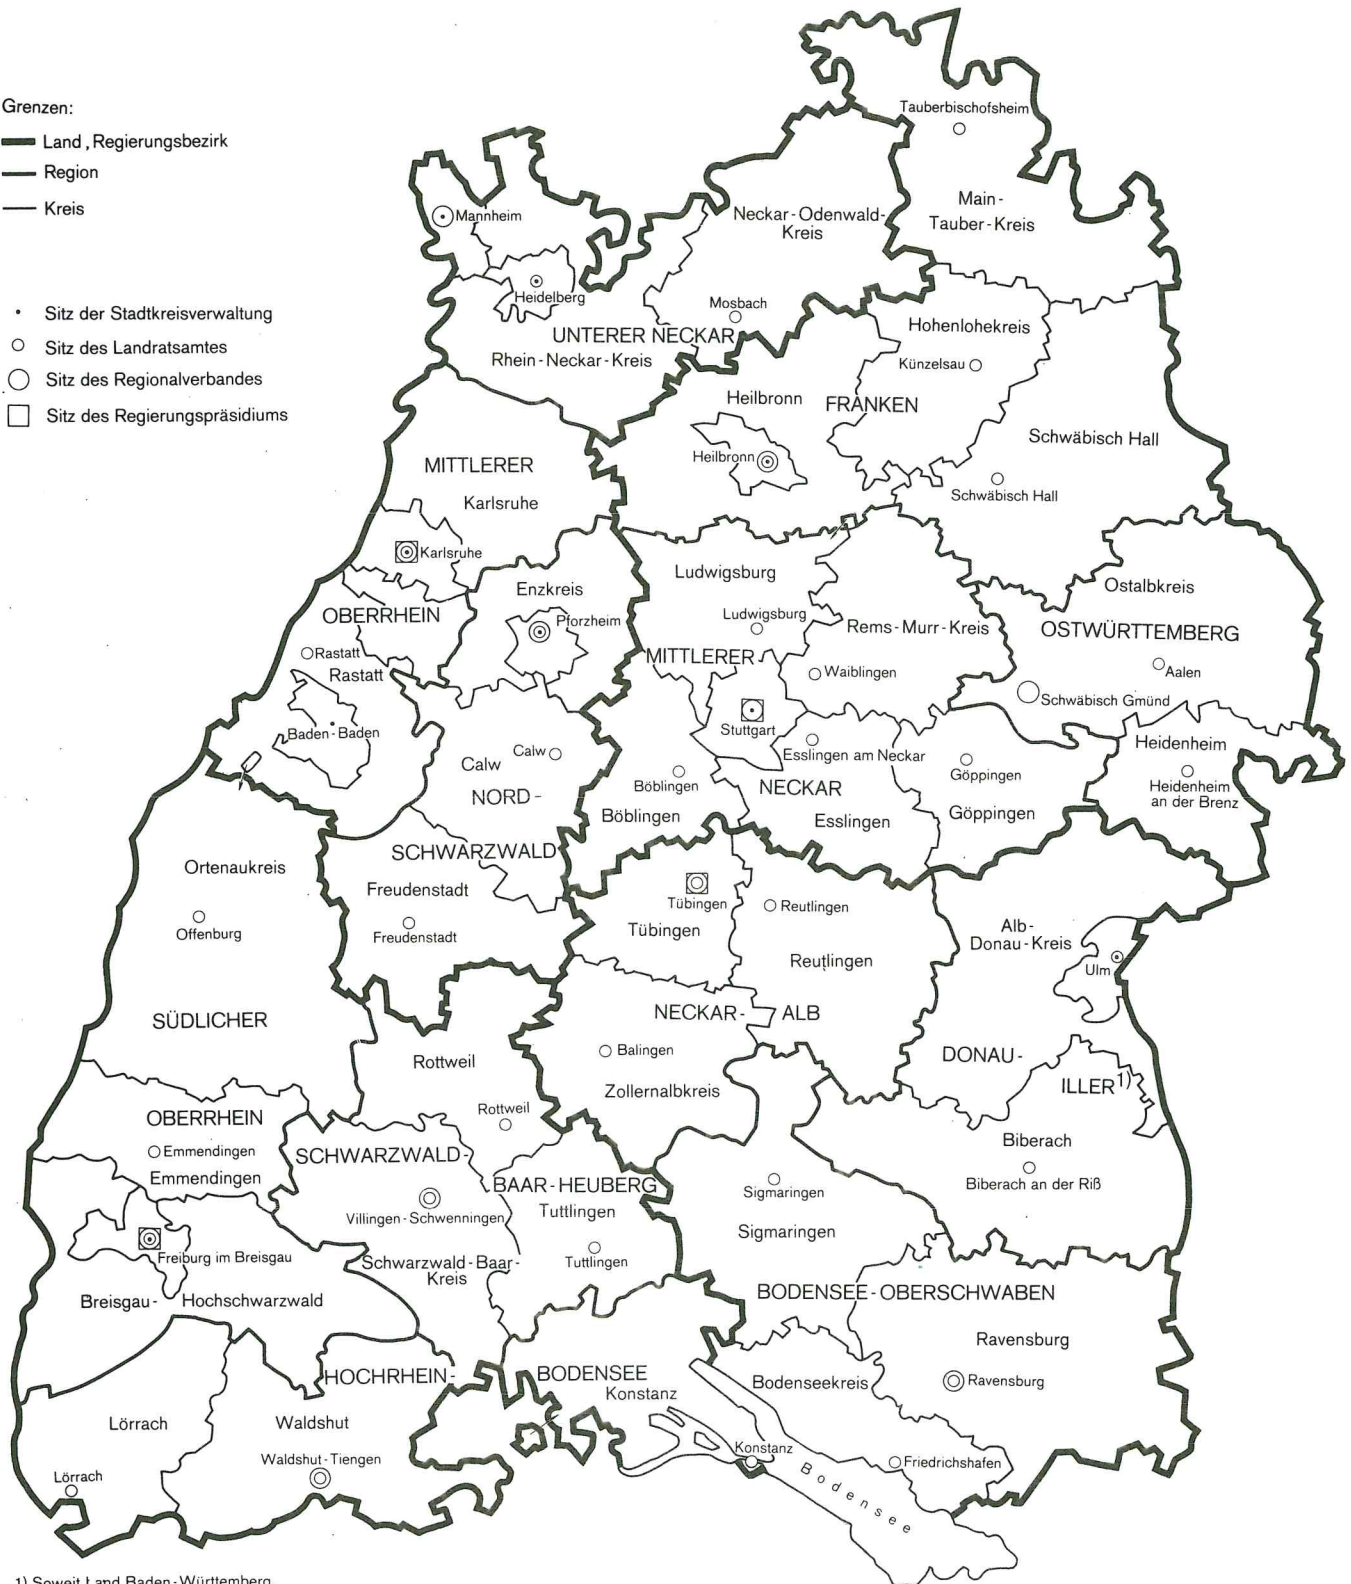 Grenzen:
Land, Regierungsbezirk
Region
Kreis
Sitz der Stadtkreisverwaltung
Sitz des Landratsamtes
Sitz des Regionalverbandes
Sitz des Regierungspräsidiums
Tauberbischofsheim
Main-
Tauber-Kreis
Mannheim
Neckar-Odenwald-
Kreis
Heidelberg
Mosbach
UNTERER NECKAR
Rhein-Neckar-Kreis
Hohenlohekreis
Künzelsau
Heilbronn
FRANKEN
Heilbronn
Schwäbisch Hall
Schwäbisch Hall
MITTLERER
Karlsruhe
Karlsruhe
OBERRHEIN
Enzkreis
Pforzheim
Rastatt
Rastatt
Baden-Baden
Ludwigsburg
Ludwigsburg
Rems-Murr-Kreis
Waiblingen
MITTLERER
Stuttgart
Ostalbkreis
OSTWÜRTTEMBERG
Aalen
Schwäbisch Gmünd
Heidenheim
Heidenheim
an der Brenz
Calw
Calw
NORD-
SCHWARZWALD
Böblingen
Böblingen
Esslingen am Neckar
NECKAR
Esslingen
Göppingen
Göppingen
Ortenaukreis
Offenburg
Freudenstadt
Freudenstadt
Tübingen
Tübingen
Reutlingen
Reutlingen
Alb-
Donau-Kreis
Ulm
SÜDLICHER
NECKAR- ALB
Balingen
Zollernalbkreis
DONAU-
ILLER 1)
Rottweil
Rottweil
OBERRHEIN
Emmendingen
Emmendingen
SCHWARZWALD-
BAAR-HEUBERG
Villingen-Schwenningen
Tuttlingen
Tuttlingen
Schwarzwald-Baar-
Kreis
Biberach
Biberach an der Riß
Sigmaringen
Sigmaringen
Freiburg im Breisgau
Breisgau- Hochschwarzwald
BODENSEE-OBERSCHWABEN
Ravensburg
Ravensburg
HOCHRHEIN-
BODENSEE
Konstanz
Bodenseekreis
Lörrach
Lörrach
Waldshut
Waldshut-Tiengen
Konstanz
Friedrichshafen
Bodensee
1) Soweit Land Baden-Württemberg.